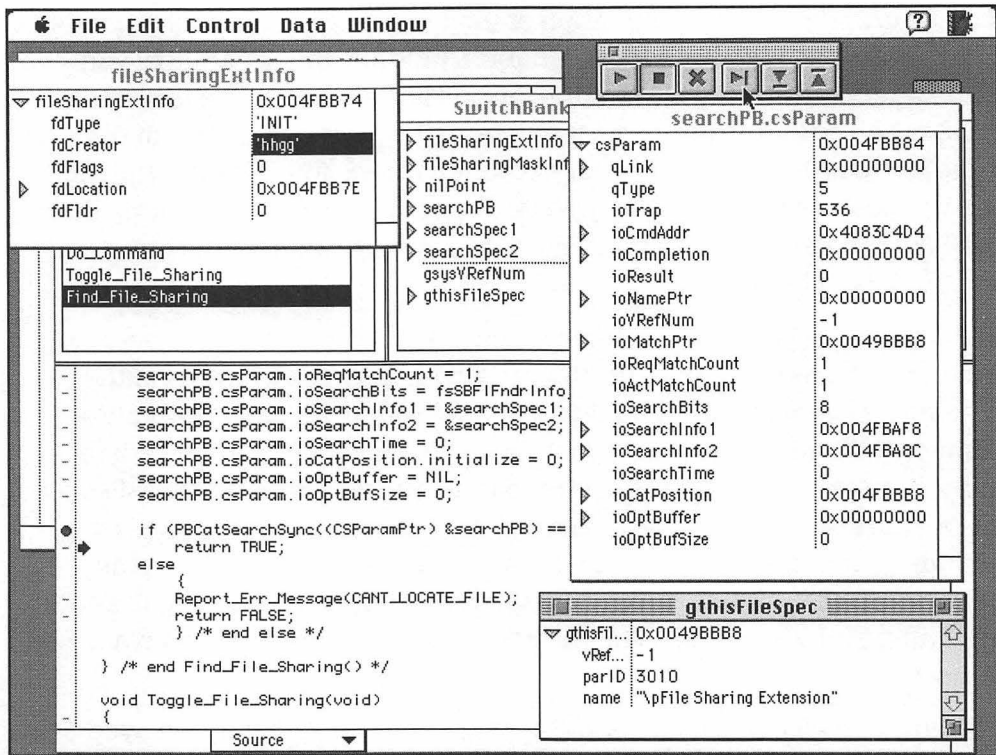 File Edit Control Data Window
fileSharingExtInfo
fileSharingExtInfo 0x004FBB74
fdType 'INIT'
fdCreator 'hhgg'
fdFlags 0
fdLocation 0x004FBB7E
fdFldr 0
Do_Command
Toggle_File_Sharing
Find_File_Sharing
SwitchBank
fileSharingExtInfo
fileSharingMaskInf
nilPoint
searchPB
searchSpec1
searchSpec2
gsysVRefNum
gthisFileSpec
searchPB.csParam
csParam 0x004FBB84
qLink 0x00000000
qType 5
ioTrap 536
ioCmdAddr 0x4083C4D4
ioCompletion 0x00000000
ioResult 0
ioNamePtr 0x00000000
ioVRefNum -1
ioMatchPtr 0x0049BBB8
ioReqMatchCount 1
ioActMatchCount 1
ioSearchBits 8
ioSearchInfo1 0x004FBAF8
ioSearchInfo2 0x004FBA8C
ioSearchTime 0
ioCatPosition 0x004FBBB8
ioOptBuffer 0x00000000
ioOptBufSize 0
searchPB.csParam.ioReqMatchCount = 1;
searchPB.csParam.ioSearchBits = fsSBFlFndrInfo
searchPB.csParam.ioSearchInfo1 = &searchSpec1;
searchPB.csParam.ioSearchInfo2 = &searchSpec2;
searchPB.csParam.ioSearchTime = 0;
searchPB.csParam.ioCatPosition.initialize = 0;
searchPB.csParam.ioOptBuffer = NIL;
searchPB.csParam.ioOptBufSize = 0;
if (PBCatSearchSync((CSParamPtr) &searchPB) ==
return TRUE;
else
{
Report_Err_Message(CANT_LOCATE_FILE);
return FALSE;
} /* end else */
} /* end Find_File_Sharing() */
void Toggle_File_Sharing(void)
{
Source
gthisFileSpec
gthisFil... 0x0049BBB8
vRef... -1
parID 3010
name "\pFile Sharing Extension"